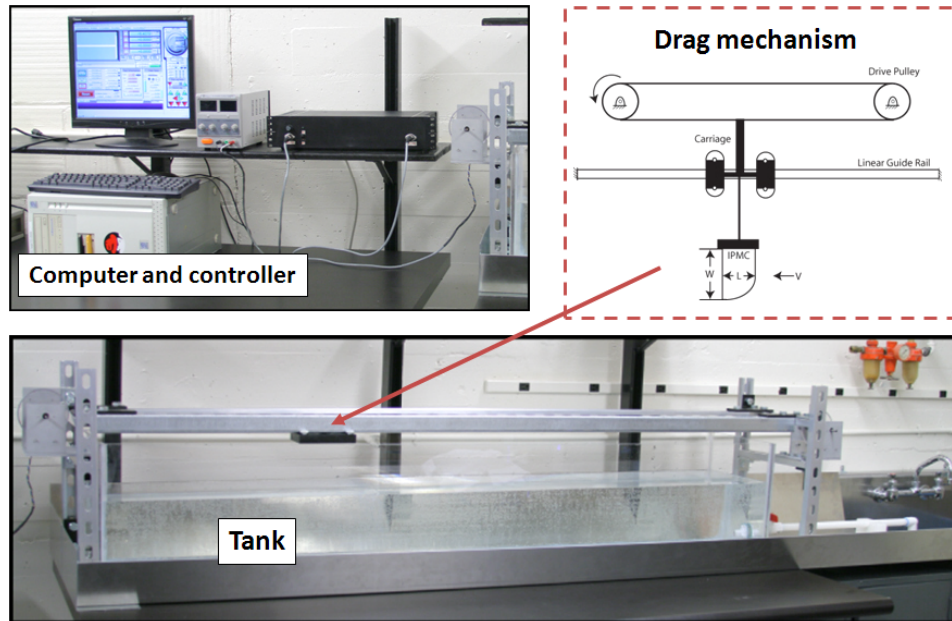 Computer and controller
Drag mechanism
Drive Pulley
Carriage
Linear Guide Rail
IPMC
W
L
V
Tank